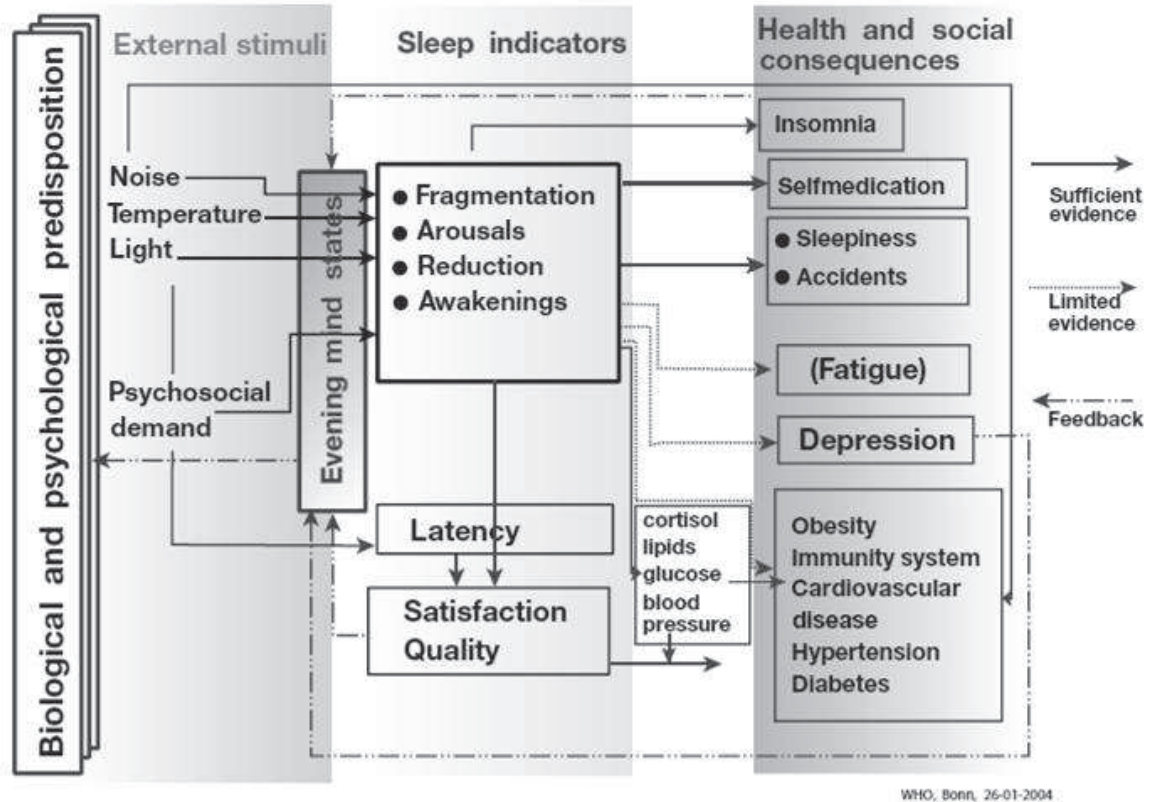 Biological and psychological predisposition
External stimuli
Noise
Temperature
Light
Psychosocial
demand
Evening mind states
Sleep indicators
● Fragmentation
● Arousals
● Reduction
● Awakenings
Latency
Satisfaction
Quality
cortisol
lipids
glucose
blood
pressure
Health and social
consequences
Insomnia
Selfmedication
● Sleepiness
● Accidents
(Fatigue)
Depression
Obesity
Immunity system
Cardiovascular
disease
Hypertension
Diabetes
Sufficient
evidence
Limited
evidence
Feedback
WHO, Bonn, 26-01-2004